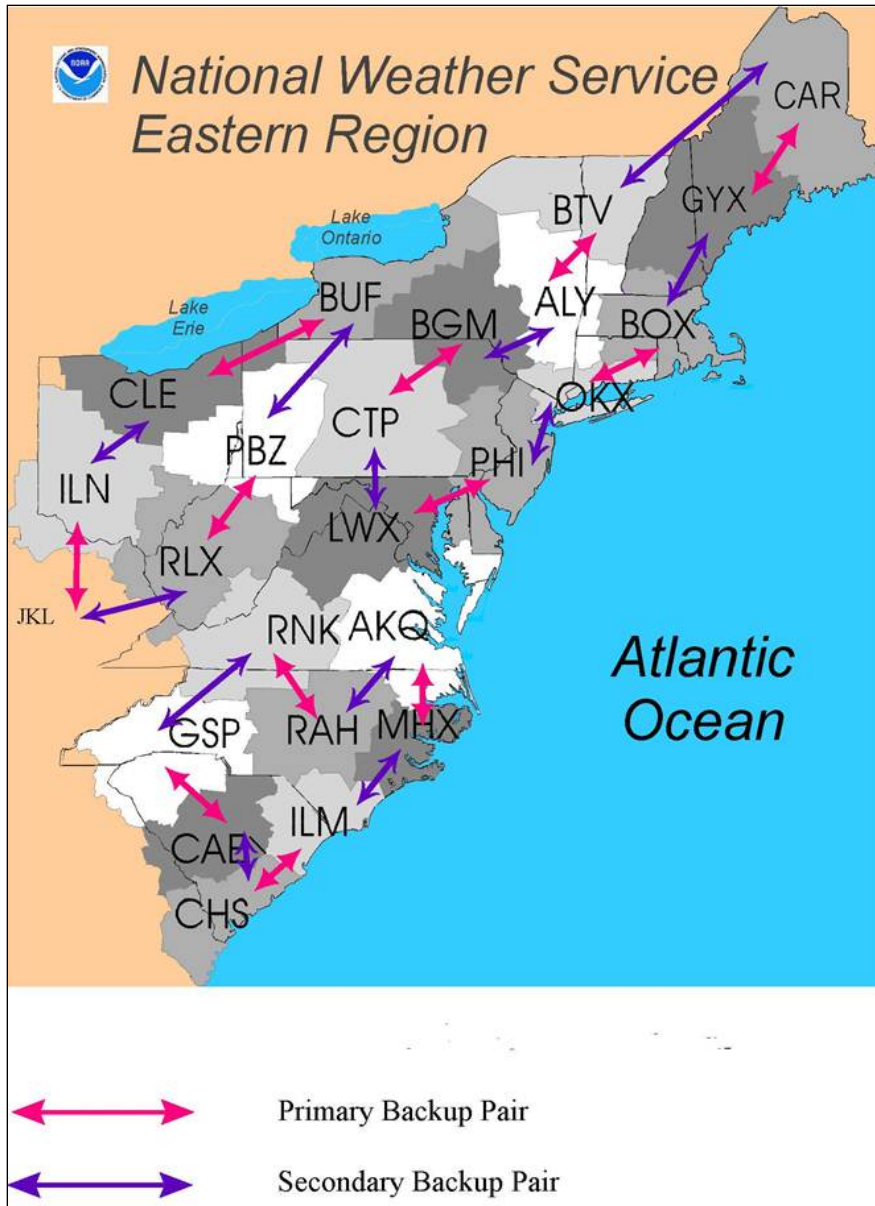 NOAA
National Weather Service
Eastern Region
CAR
GYX
BTV
Lake
Ontario
BUF
ALY
BGM
BOX
Lake
Erie
CLE
OKX
CTP
PBZ
PHI
ILN
LWX
RLX
JKL
RNK
AKQ
Atlantic
Ocean
GSP
RAH
MHX
ILM
CAE
CHS
Primary Backup Pair
Secondary Backup Pair